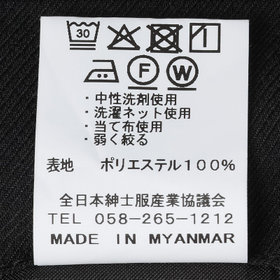 30
F W
・中性洗剤使用
・洗濯ネット使用
・当て布使用
・弱く絞る
表地 ポリエステル100%
全日本紳士服産業協議会
TEL 058-265-1212
MADE IN MYANMAR